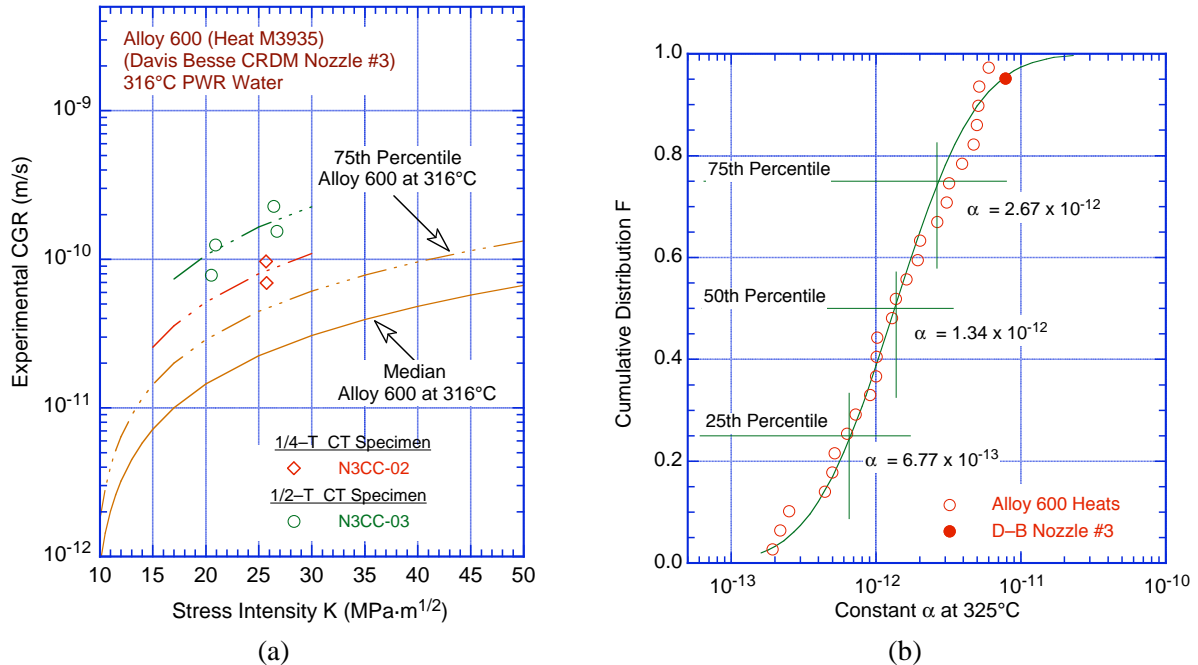 Alloy 600 (Heat M3935)
(Davis Besse CRDM Nozzle #3)
316°C PWR Water
75th Percentile
Alloy 600 at 316°C
Median
Alloy 600 at 316°C
1/4–T CT Specimen
N3CC-02
1/2–T CT Specimen
N3CC-03
Experimental CGR (m/s)
10-9
10-10
10-11
10-12
10 15 20 25 30 35 40 45 50
Stress Intensity K (MPa·m1/2)
(a)
Cumulative Distribution F
1.0
0.8
0.6
0.4
0.2
0.0
75th Percentile
α = 2.67 x 10-12
50th Percentile
α = 1.34 x 10-12
25th Percentile
α = 6.77 x 10-13
Alloy 600 Heats
D–B Nozzle #3
10-13 10-12 10-11 10-10
Constant α at 325°C
(b)